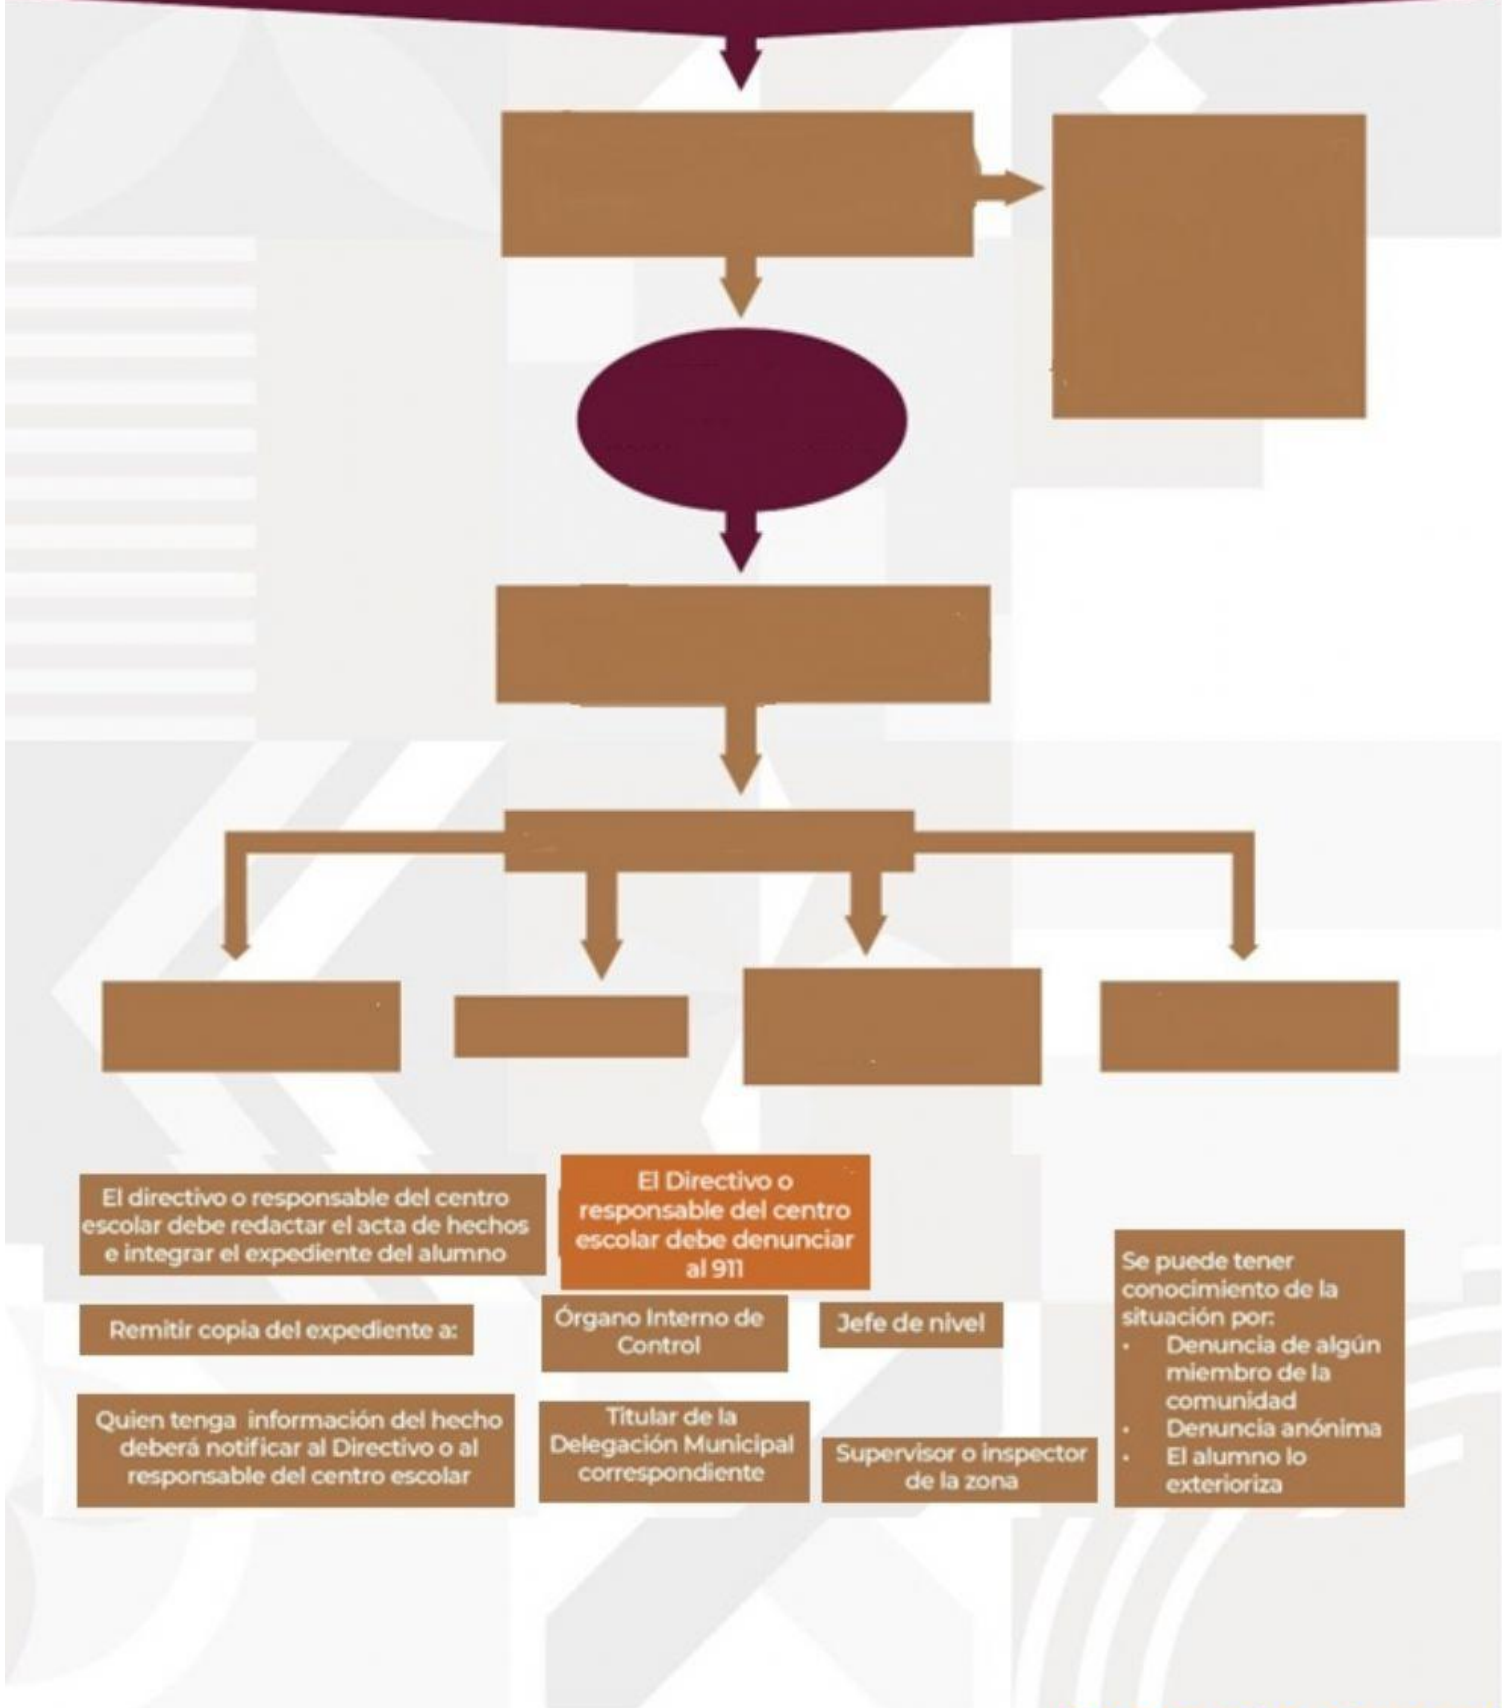 El directivo o responsable del centro
escolar debe redactar el acta de hechos
e integrar el expediente del alumno
El Directivo o
responsable del centro
escolar debe denunciar
al 911
Remitir copia del expediente a:
Órgano Interno de
Control
Jefe de nivel
Quien tenga información del hecho
deberá notificar al Directivo o al
responsable del centro escolar
Titular de la
Delegación Municipal
correspondiente
Supervisor o inspector
de la zona
Se puede tener
conocimiento de la
situación por:
• Denuncia de algún
miembro de la
comunidad
• Denuncia anónima
• El alumno lo
exterioriza